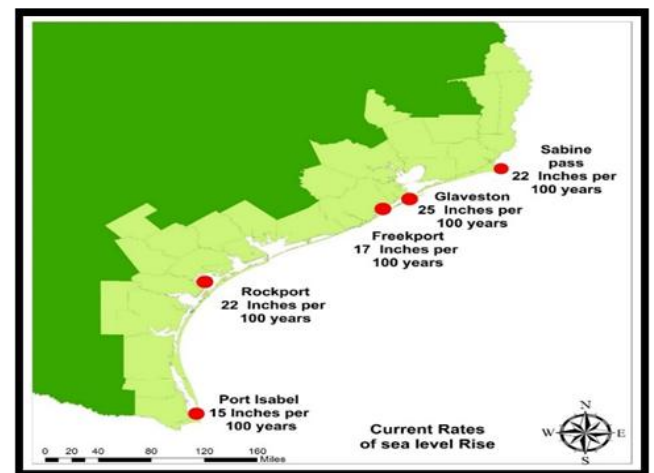 Sabine
pass
22 Inches per
100 years
Glaveston
25 Inches per
100 years
Freekport
17 Inches per
100 years
Rockport
22 Inches per
100 years
Port Isabel
15 Inches per
100 years
Current Rates
of sea level Rise
N
W E
S
0 20 40 80 120 160
Miles